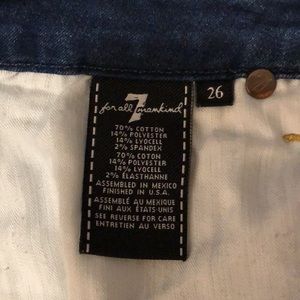 7
for all mankind
26
70% COTTON
14% POLYESTER
14% LYOCELL
2% SPANDEX
70% COTON
14% POLYESTER
14% LYOCELL
2% ÉLASTHANNE
ASSEMBLED IN MEXICO
FINISHED IN U.S.A.
ASSEMBLÉ AU MEXIQUE
FINI AUX ÉTATS-UNIS
SEE REVERSE FOR CARE
ENTRETIEN AU VERSO